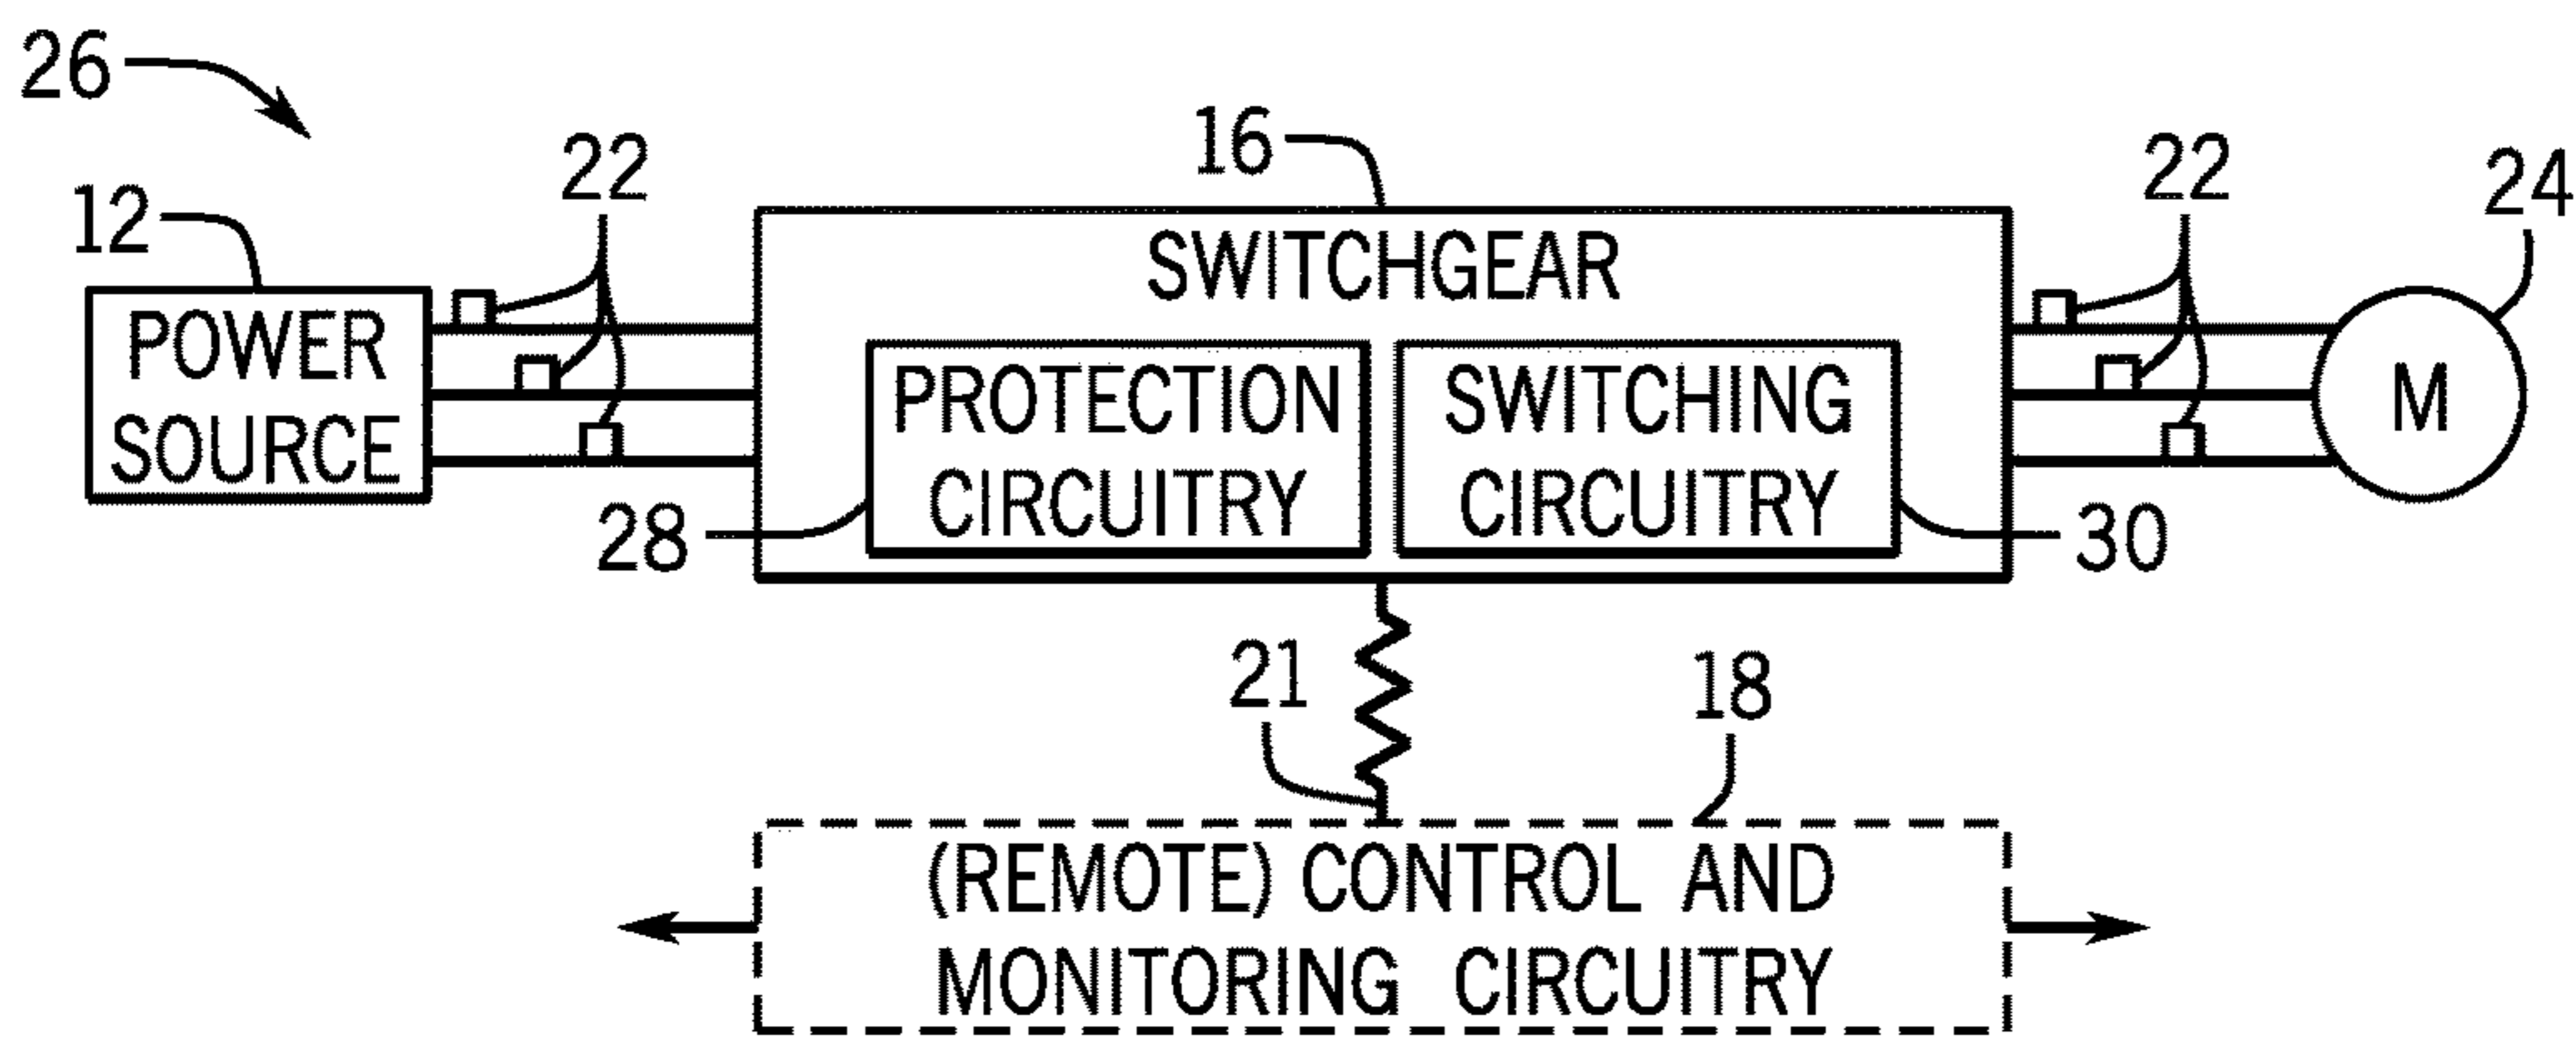 26
12
22
16
22
24
POWER
SOURCE
SWITCHGEAR
PROTECTION
CIRCUITRY
SWITCHING
CIRCUITRY
M
28
30
21
18
(REMOTE) CONTROL AND
MONITORING CIRCUITRY